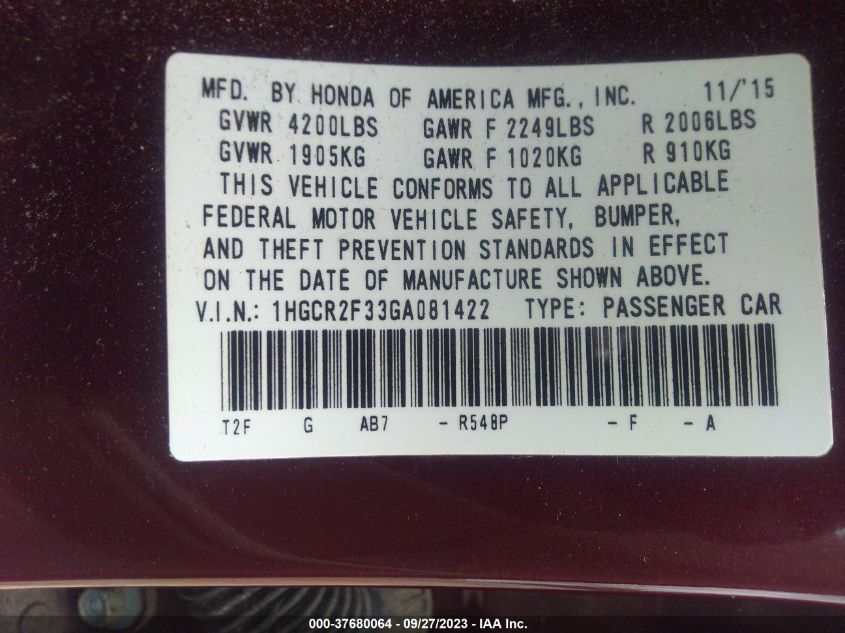 MFD. BY HONDA OF AMERICA MFG., INC. 11/'15
GVWR 4200LBS GAWR F 2249LBS R 2006LBS
GVWR 1905KG GAWR F 1020KG R 910KG
THIS VEHICLE CONFORMS TO ALL APPLICABLE
FEDERAL MOTOR VEHICLE SAFETY, BUMPER,
AND THEFT PREVENTION STANDARDS IN EFFECT
ON THE DATE OF MANUFACTURE SHOWN ABOVE.
V.I.N.: 1HGCR2F33GA081422 TYPE: PASSENGER CAR
T2F G AB7 - R548P - F - A
000-37680064 - 09/27/2023 - IAA Inc.